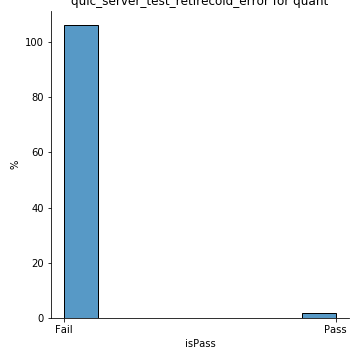 quic_server_test_retirecoid_error for quant
100
80
60
%
40
20
0
Fail
Pass
isPass